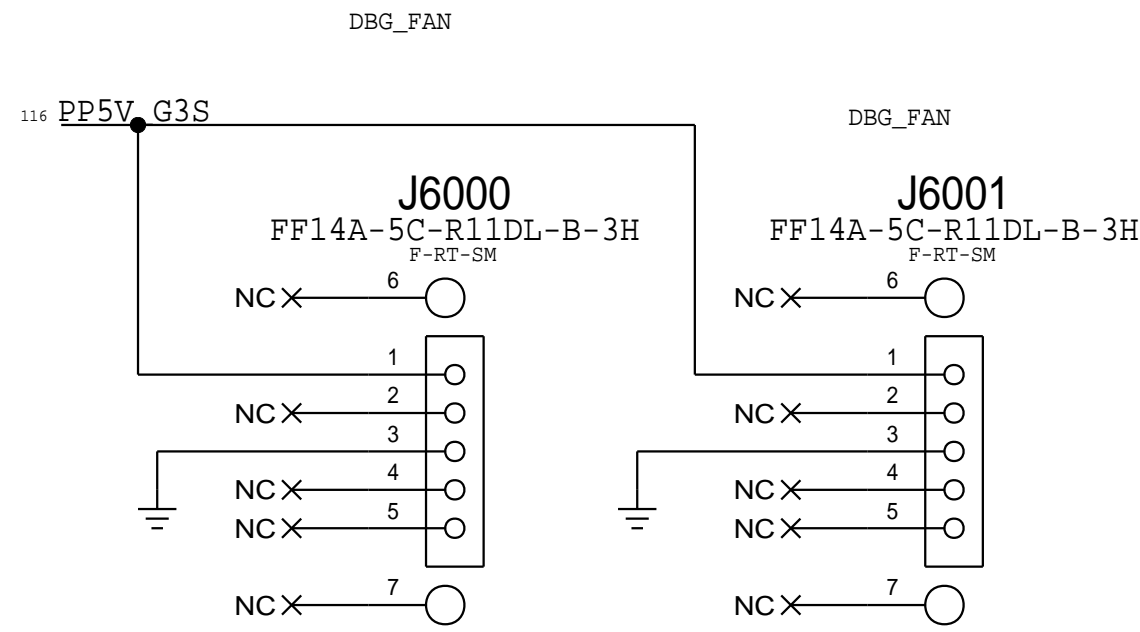 DBG_FAN
116 PP5V_G3S
DBG_FAN
J6000
FF14A-5C-R11DL-B-3H
F-RT-SM
6
NC
1
2
NC
3
4
NC
5
NC
7
NC
J6001
FF14A-5C-R11DL-B-3H
F-RT-SM
6
NC
1
2
NC
3
4
NC
5
NC
7
NC